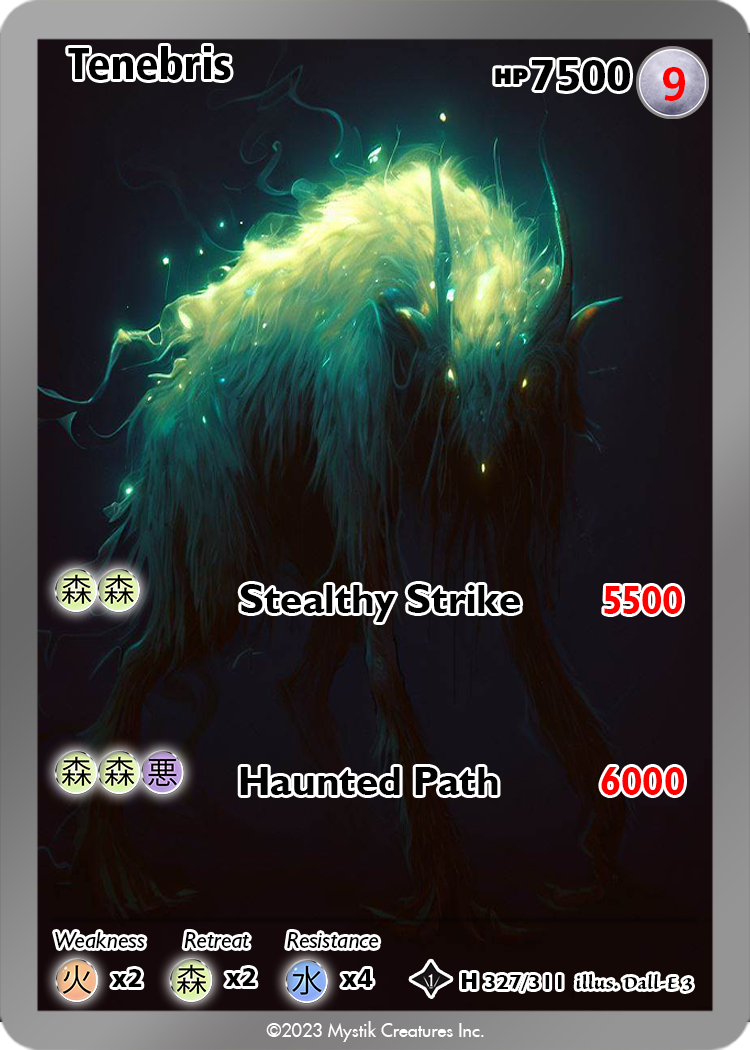 Tenebris
HP7500 9
森森 Stealthy Strike 5500
森森悪 Haunted Path 6000
Weakness Retreat Resistance
火 x2 森 x2 水 x4 1 H 327/311 illus. Dall-E 3
©2023 Mystik Creatures Inc.